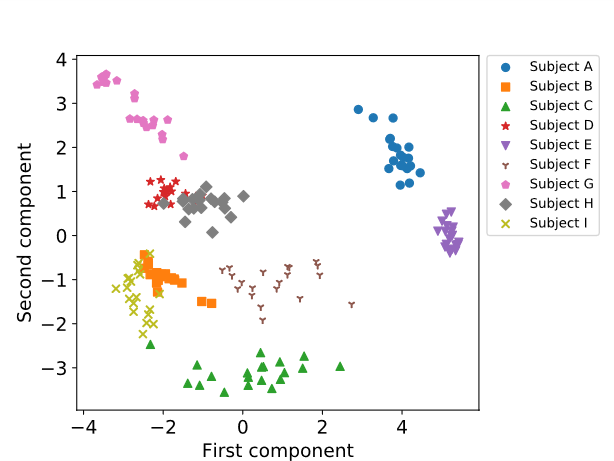 4
3
2
1
0
−1
−2
−3
−4
−2
0
2
4
Second component
First component
Subject A
Subject B
Subject C
Subject D
Subject E
Subject F
Subject G
Subject H
Subject I